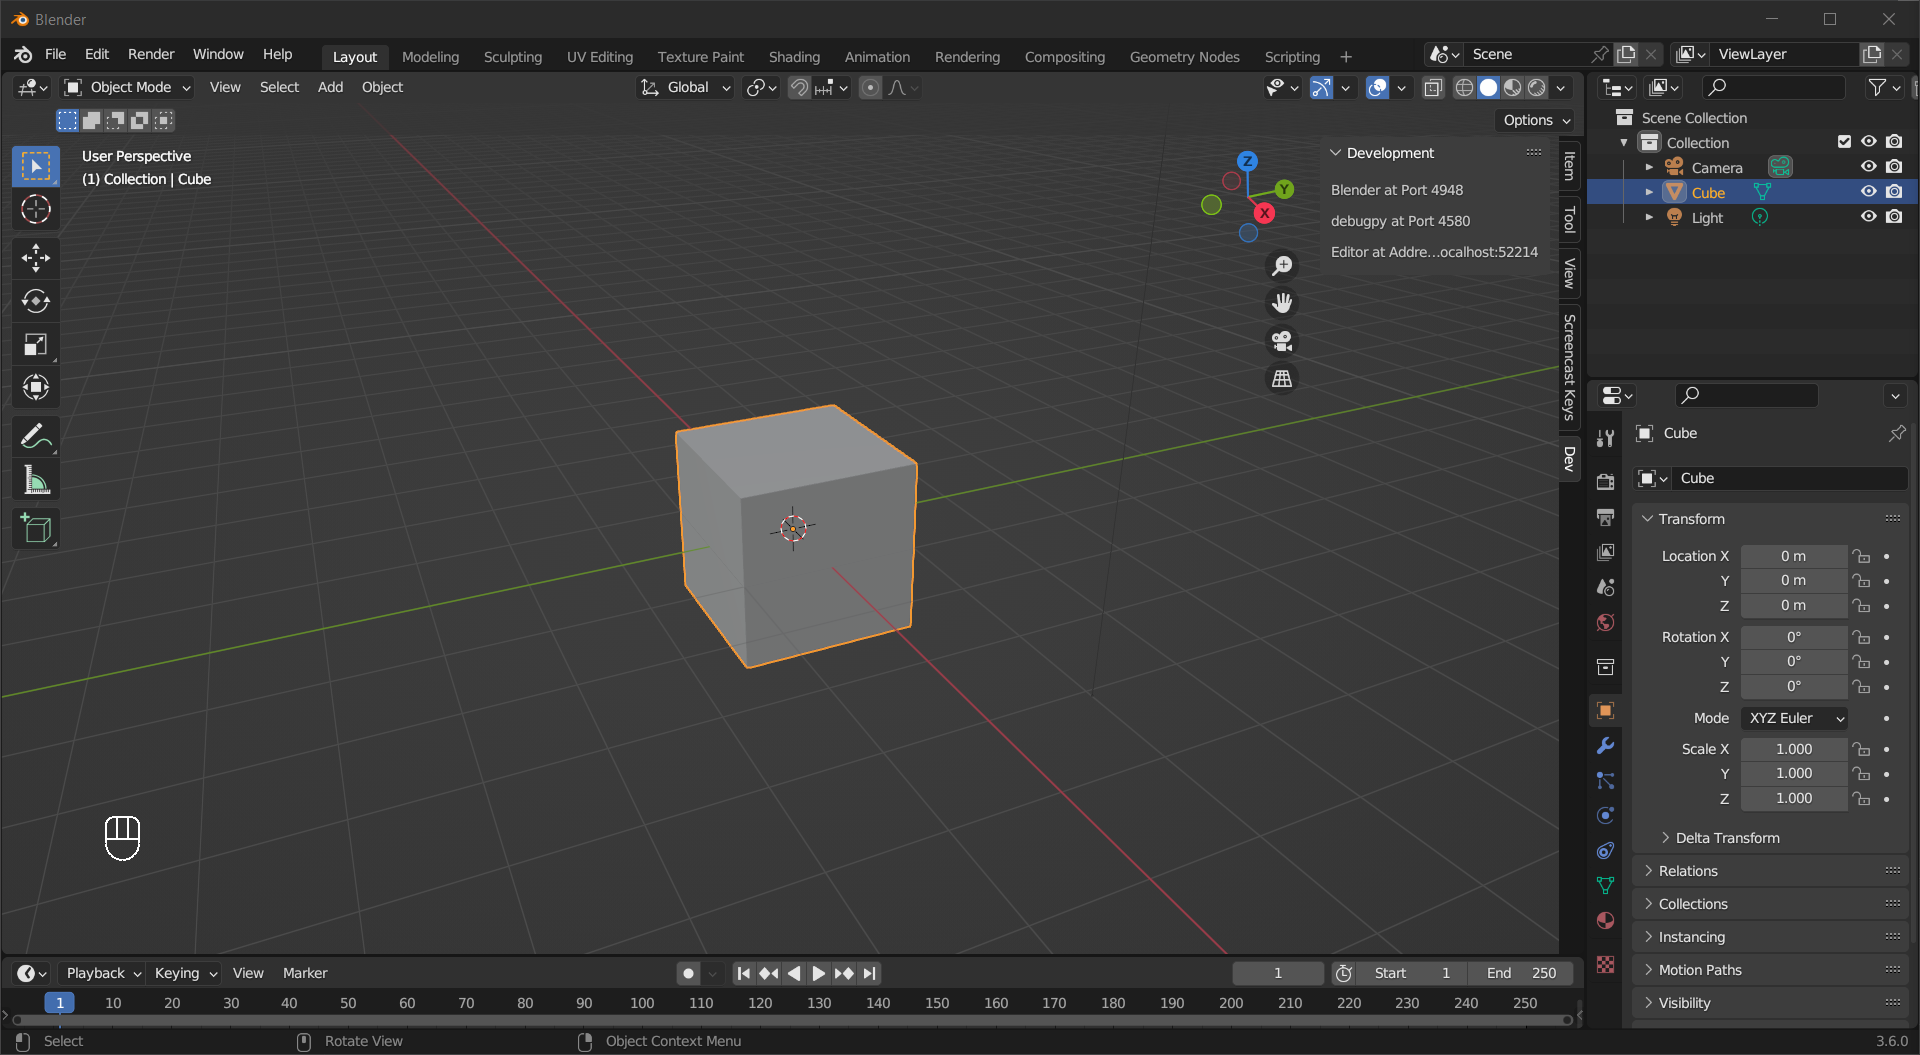 Blender
File Edit Render Window Help
Layout Modeling Sculpting UV Editing Texture Paint Shading Animation Rendering Compositing Geometry Nodes Scripting +
Scene
ViewLayer
Object Mode View Select Add Object
Global
Options
User Perspective
(1) Collection | Cube
Z
Y
X
Development
Blender at Port 4948
debugpy at Port 4580
Editor at Addre...ocalhost:52214
Item
Tool
View
Screencast Keys
Dev
Scene Collection
Collection
Camera
Cube
Light
Cube
Cube
Transform
Location X 0 m
Y 0 m
Z 0 m
Rotation X 0°
Y 0°
Z 0°
Mode XYZ Euler
Scale X 1.000
Y 1.000
Z 1.000
Delta Transform
Relations
Collections
Instancing
Motion Paths
Visibility
Playback Keying View Marker
1
Start 1
End 250
1 10 20 30 40 50 60 70 80 90 100 110 120 130 140 150 160 170 180 190 200 210 220 230 240 250
Select
Rotate View
Object Context Menu
3.6.0